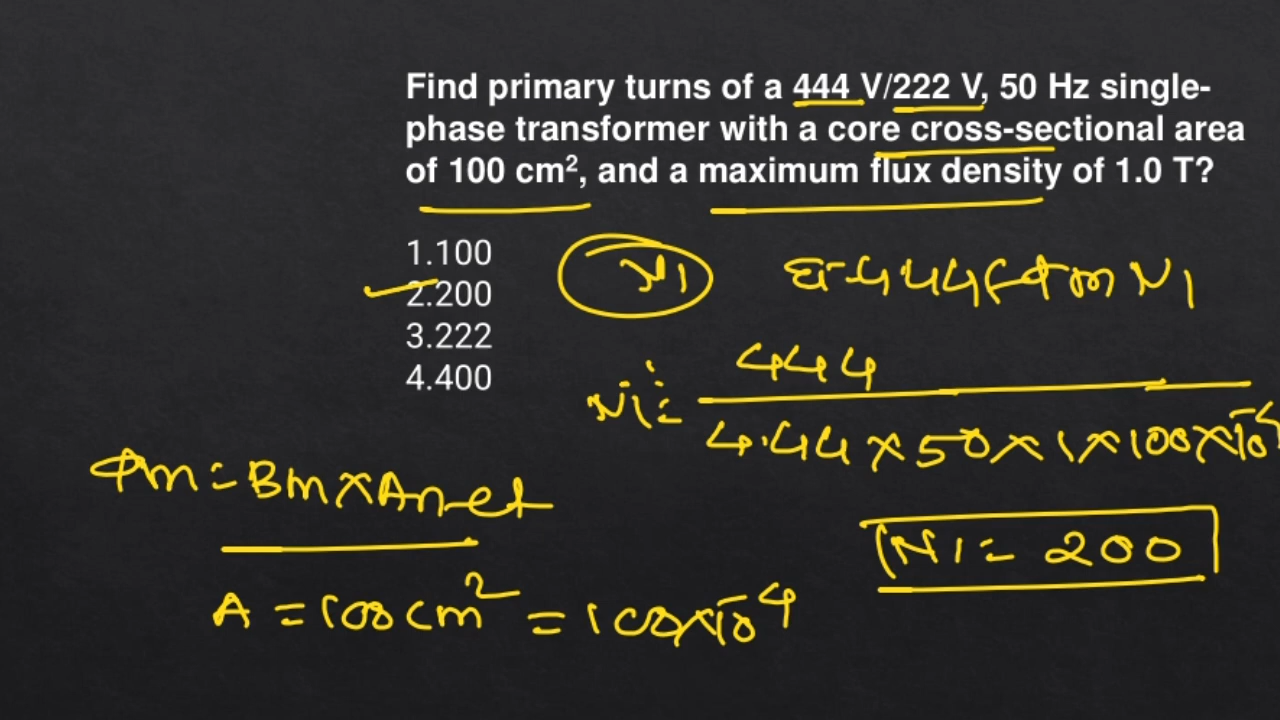 Find primary turns of a 444 V/222 V, 50 Hz single-
phase transformer with a core cross-sectional area
of 100 cm², and a maximum flux density of 1.0 T?
1.100
2.200
3.222
4.400
N1
E=4.44fΦm N1
N1=
444
4.44×50×1×100×10⁻⁴
Φm=Bm×Anet
N1= 200
A = 100cm² = 100×10⁻⁴